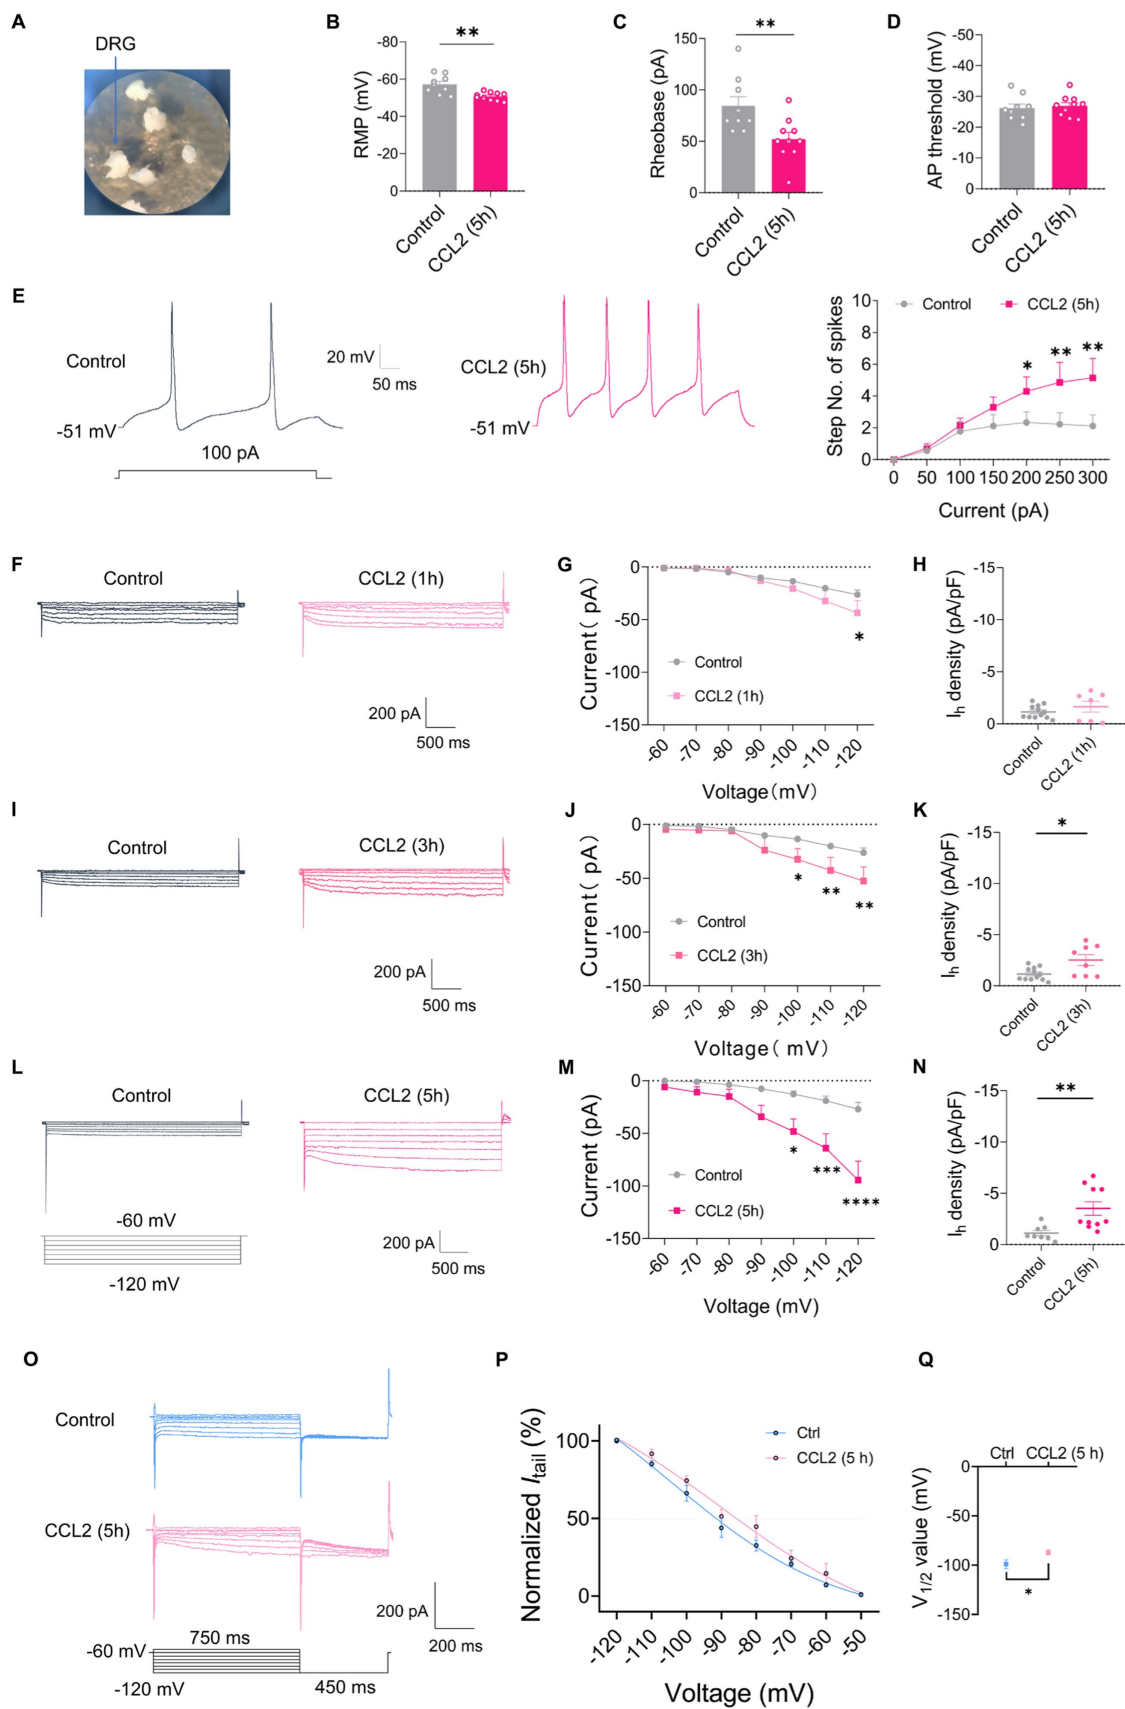 A
DRG
B
**
RMP (mV)
-80
-60
-40
-20
0
Control
CCL2 (5h)
C
**
Rheobase (pA)
150
100
50
0
Control
CCL2 (5h)
D
AP threshold (mV)
-50
-40
-30
-20
-10
0
Control
CCL2 (5h)
E
Control
-51 mV
100 pA
20 mV
50 ms
CCL2 (5h)
-51 mV
Step No. of spikes
10
8
6
4
2
0
Control
CCL2 (5h)
*
**
**
0 50 100 150 200 250 300
Current (pA)
F
Control
CCL2 (1h)
200 pA
500 ms
G
Current( pA)
0
-50
-100
-150
Control
CCL2 (1h)
*
-60 -70 -80 -90 -100 -110 -120
Voltage(mV)
H
Ih density (pA/pF)
-15
-10
-5
0
Control
CCL2 (1h)
I
Control
CCL2 (3h)
200 pA
500 ms
J
Current( pA)
0
-50
-100
-150
*
**
**
Control
CCL2 (3h)
-60 -70 -80 -90 -100 -110 -120
Voltage( mV)
K
*
Ih density (pA/pF)
-15
-10
-5
0
Control
CCL2 (3h)
L
Control
CCL2 (5h)
-60 mV
-120 mV
200 pA
500 ms
M
Current (pA)
0
-50
-100
-150
*
***
****
Control
CCL2 (5h)
-60 -70 -80 -90 -100 -110 -120
Voltage (mV)
N
**
Ih density (pA/pF)
-15
-10
-5
0
Control
CCL2 (5h)
O
Control
CCL2 (5h)
200 pA
200 ms
750 ms
-60 mV
-120 mV
450 ms
P
Normalized Itail (%)
100
50
0
Ctrl
CCL2 (5 h)
-120 -110 -100 -90 -80 -70 -60 -50
Voltage (mV)
Q
Ctrl CCL2 (5 h)
V1/2 value (mV)
0
-50
-100
-150
*